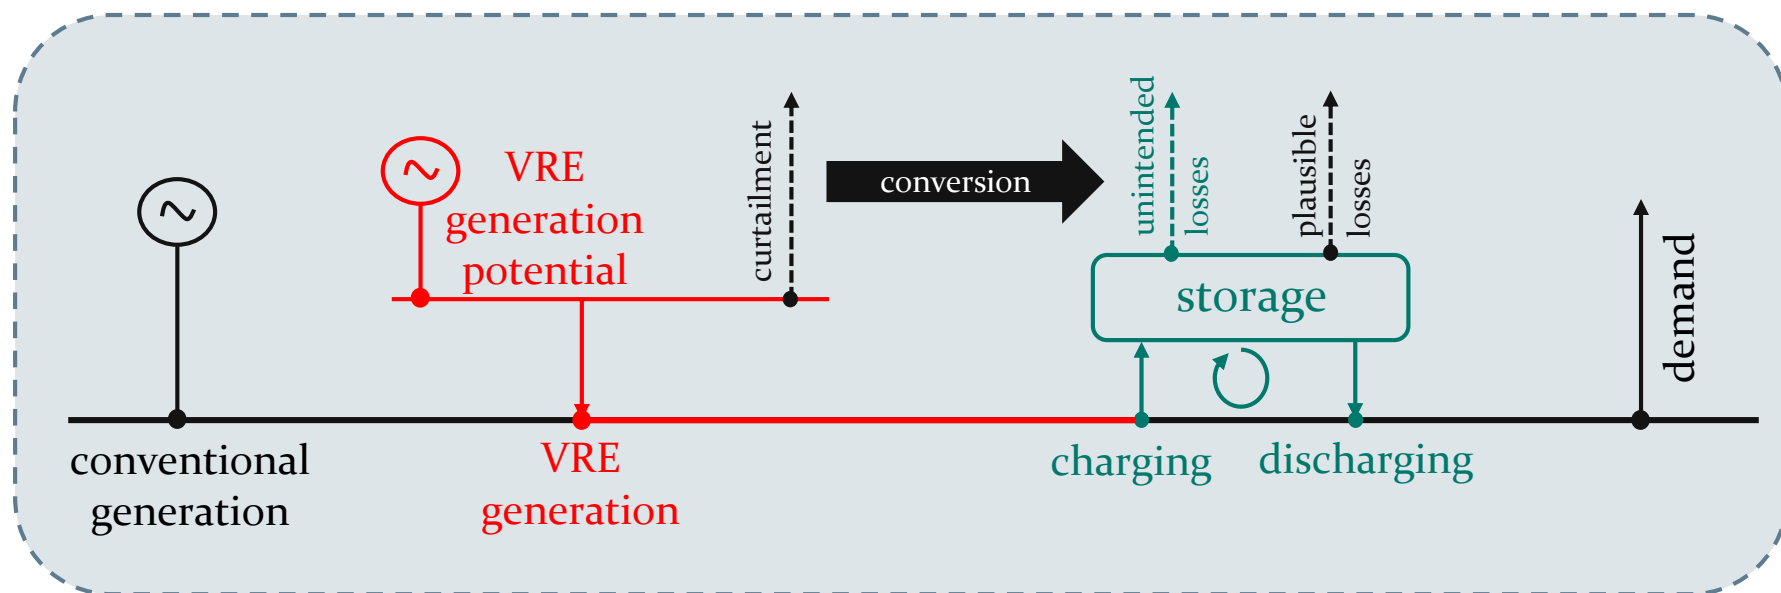 VRE
generation
potential
curtailment
conversion
unintended
losses
plausible
losses
storage
demand
conventional
generation
VRE
generation
charging
discharging